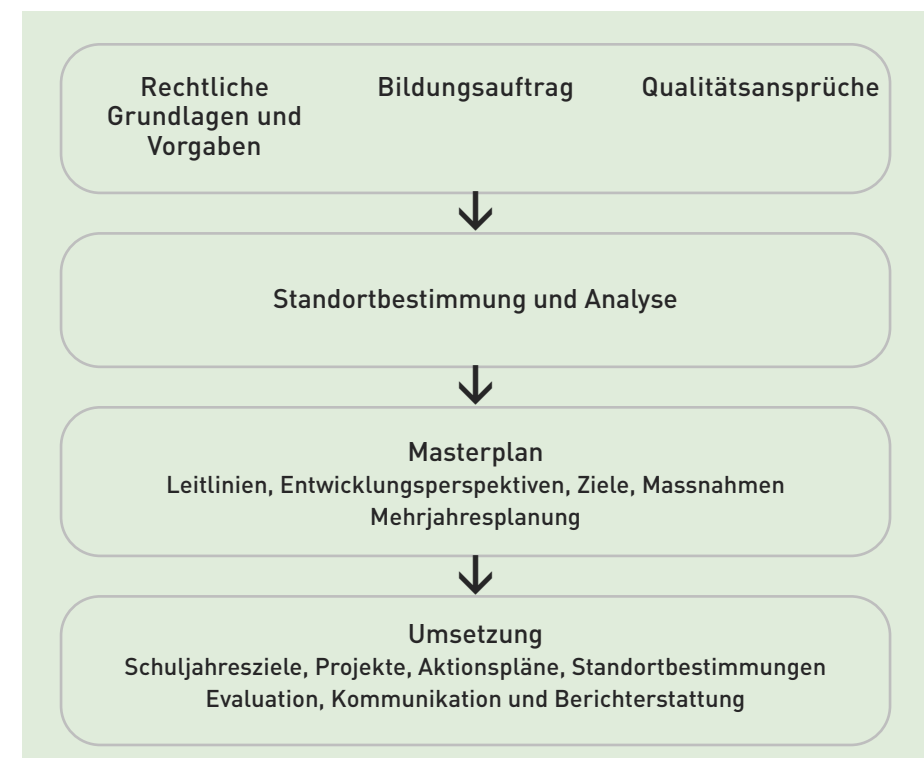 Rechtliche
Grundlagen und
Vorgaben
Bildungsauftrag
Qualitätsansprüche
Standortbestimmung und Analyse
Masterplan
Leitlinien, Entwicklungsperspektiven, Ziele, Massnahmen
Mehrjahresplanung
Umsetzung
Schuljahresziele, Projekte, Aktionspläne, Standortbestimmungen
Evaluation, Kommunikation und Berichterstattung